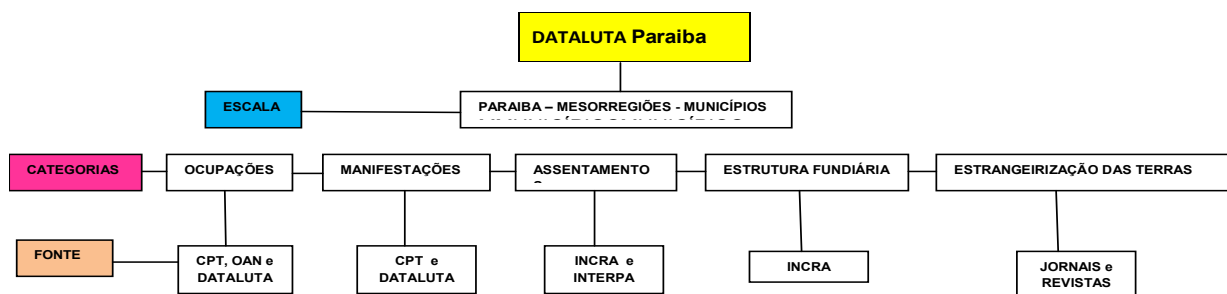 DATALUTA Paraiba
ESCALA
PARAIBA – MESORREGIÕES - MUNICÍPIOS
CATEGORIAS
OCUPAÇÕES
MANIFESTAÇÕES
ASSENTAMENTO
ESTRUTURA FUNDIÁRIA
ESTRANGEIRIZAÇÃO DAS TERRAS
FONTE
CPT, OAN e
DATALUTA
CPT e
DATALUTA
INCRA e
INTERPA
INCRA
JORNAIS e
REVISTAS